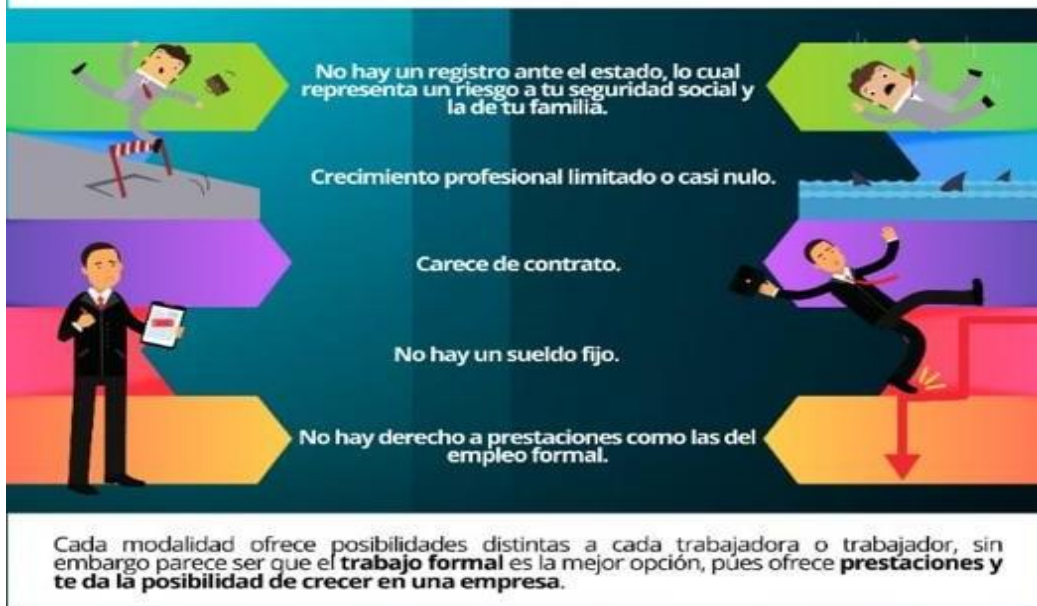 No hay un registro ante el estado, lo cual
representa un riesgo a tu seguridad social y
la de tu familia.
Crecimiento profesional limitado o casi nulo.
Carece de contrato.
No hay un sueldo fijo.
No hay derecho a prestaciones como las del
empleo formal.
Cada modalidad ofrece posibilidades distintas a cada trabajadora o trabajador, sin
embargo parece ser que el trabajo formal es la mejor opción, pues ofrece prestaciones y
te da la posibilidad de crecer en una empresa.